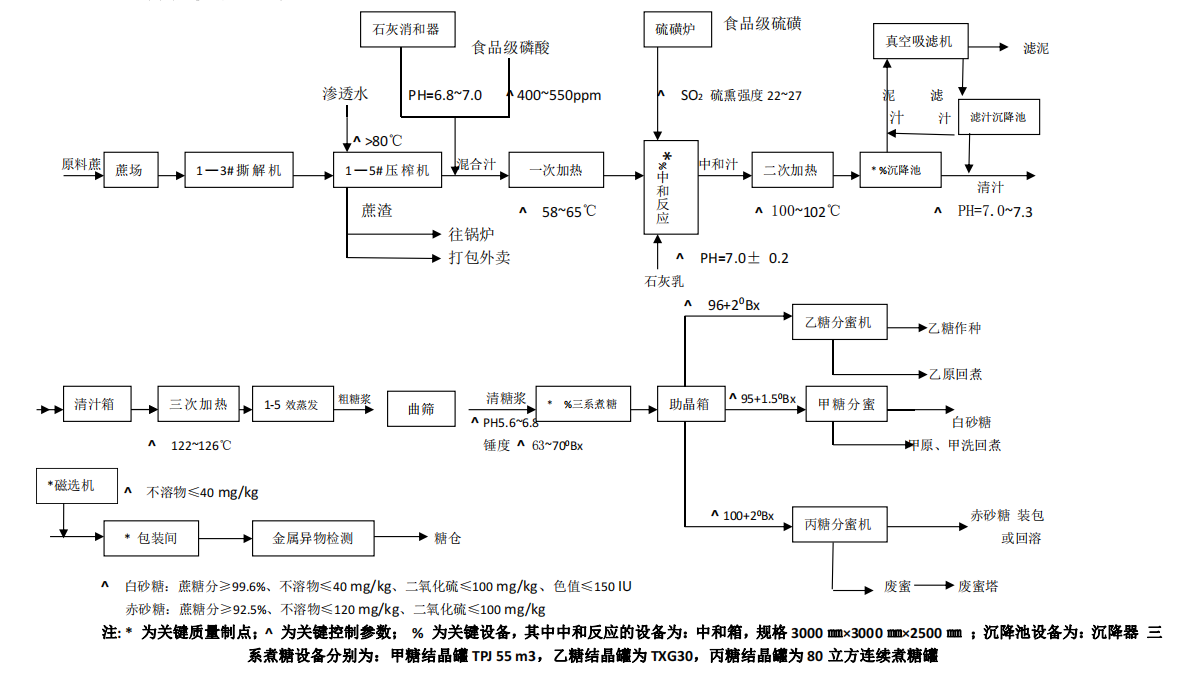 石灰消和器
硫磺炉
食品级硫磺
真空吸滤机
滤泥
食品级磷酸
渗透水
PH=6.8~7.0
^ 400~550ppm
^ SO₂ 硫熏强度 22~27
泥汁
滤汁
滤汁沉降池
^ >80℃
原料蔗
蔗场
1一3#撕解机
1一5#压榨机
混合汁
一次加热
*%中和反应
中和汁
二次加热
*%沉降池
清汁
蔗渣
^ 58~65℃
^ 100~102℃
^ PH=7.0~7.3
往锅炉
打包外卖
^ PH=7.0± 0.2
石灰乳
^ 96+2⁰Bx
乙糖分蜜机
乙糖作种
乙原回煮
清汁箱
三次加热
1-5 效蒸发
粗糖浆
曲筛
清糖浆
* %三系煮糖
助晶箱
^ 95+1.5⁰Bx
甲糖分蜜
^ PH5.6~6.8
白砂糖
^ 122~126℃
锤度 ^ 63~70⁰Bx
甲原、甲洗回煮
*磁选机
^ 不溶物≤40 mg/kg
^ 100+2⁰Bx
丙糖分蜜机
赤砂糖 装包
或回溶
* 包装间
金属异物检测
糖仓
废蜜
废蜜塔
^ 白砂糖：蔗糖分≥99.6%、不溶物≤40 mg/kg、二氧化硫≤100 mg/kg、色值≤150 IU
赤砂糖：蔗糖分≥92.5%、不溶物≤120 mg/kg、二氧化硫≤100 mg/kg
注: * 为关键质量制点；^ 为关键控制参数； % 为关键设备，其中中和反应的设备为：中和箱，规格 3000 ㎜×3000 ㎜×2500 ㎜ ；沉降池设备为：沉降器 三
系煮糖设备分别为：甲糖结晶罐 TPJ 55 m3，乙糖结晶罐为 TXG30，丙糖结晶罐为 80 立方连续煮糖罐